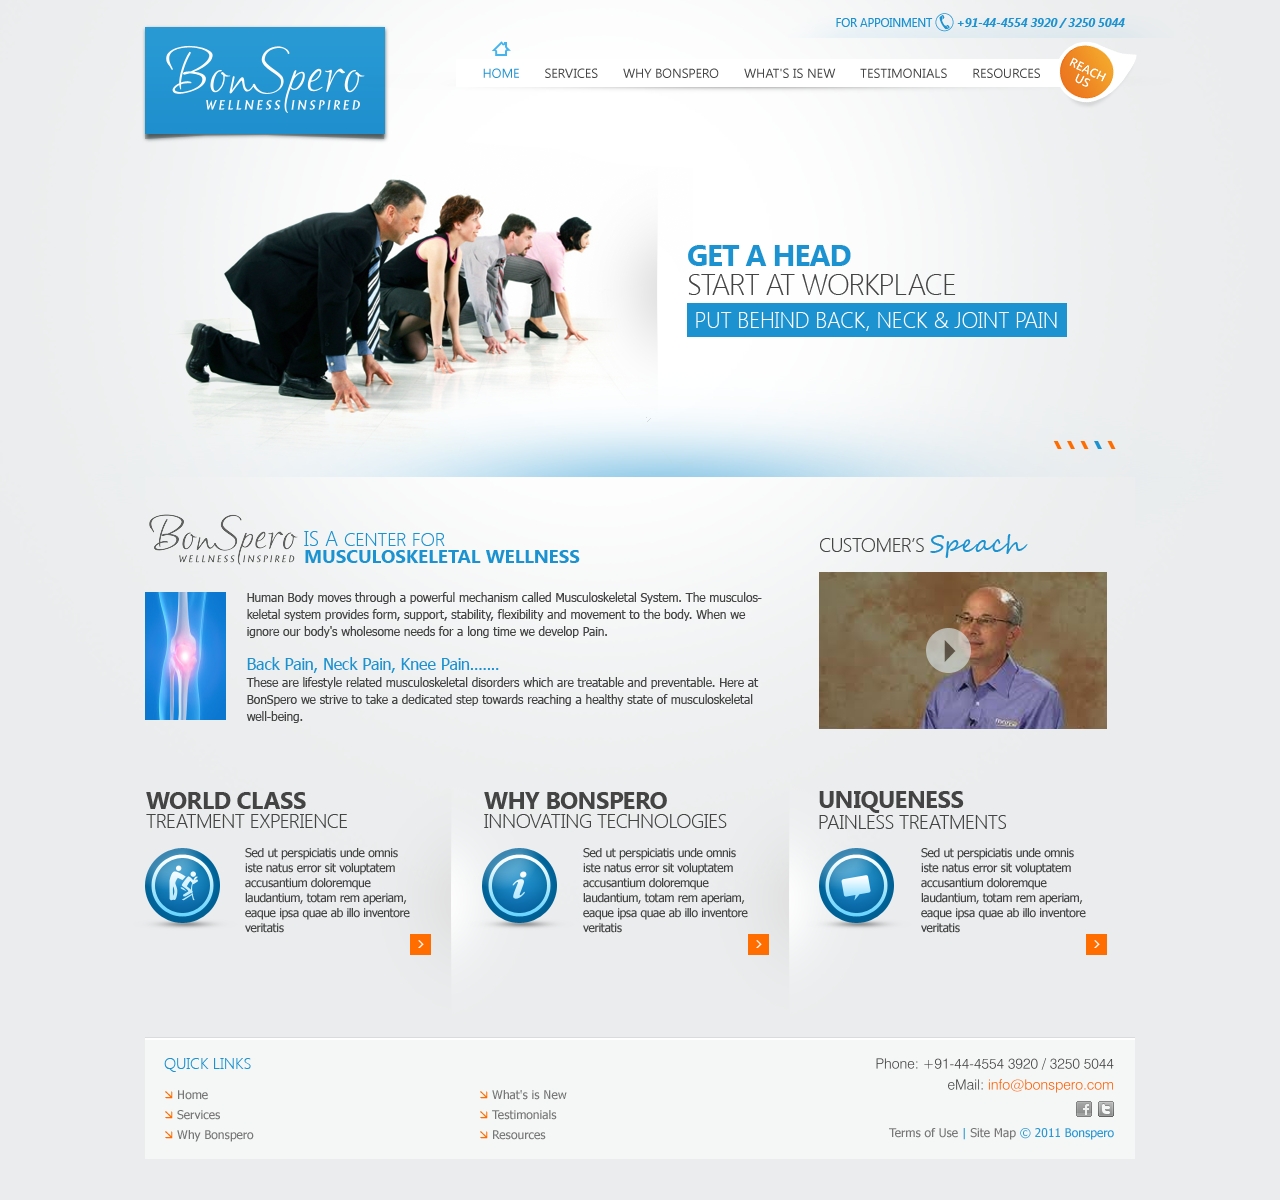 FOR APPOINMENT +91-44-4554 3920 / 3250 5044
BonSpero
WELLNESS INSPIRED
HOME SERVICES WHY BONSPERO WHAT'S IS NEW TESTIMONIALS RESOURCES
REACH
US
GET A HEAD
START AT WORKPLACE
PUT BEHIND BACK, NECK & JOINT PAIN
BonSpero
WELLNESS INSPIRED
IS A CENTER FOR
MUSCULOSKELETAL WELLNESS
Human Body moves through a powerful mechanism called Musculoskeletal System. The musculos-
keletal system provides form, support, stability, flexibility and movement to the body. When we
ignore our body's wholesome needs for a long time we develop Pain.
Back Pain, Neck Pain, Knee Pain.......
These are lifestyle related musculoskeletal disorders which are treatable and preventable. Here at
BonSpero we strive to take a dedicated step towards reaching a healthy state of musculoskeletal
well-being.
CUSTOMER'S Speach
WORLD CLASS
TREATMENT EXPERIENCE
Sed ut perspiciatis unde omnis
iste natus error sit voluptatem
accusantium doloremque
laudantium, totam rem aperiam,
eaque ipsa quae ab illo inventore
veritatis
WHY BONSPERO
INNOVATING TECHNOLOGIES
Sed ut perspiciatis unde omnis
iste natus error sit voluptatem
accusantium doloremque
laudantium, totam rem aperiam,
eaque ipsa quae ab illo inventore
veritatis
UNIQUENESS
PAINLESS TREATMENTS
Sed ut perspiciatis unde omnis
iste natus error sit voluptatem
accusantium doloremque
laudantium, totam rem aperiam,
eaque ipsa quae ab illo inventore
veritatis
QUICK LINKS
Home
Services
Why Bonspero
What's is New
Testimonials
Resources
Phone: +91-44-4554 3920 / 3250 5044
eMail: info@bonspero.com
Terms of Use | Site Map © 2011 Bonspero